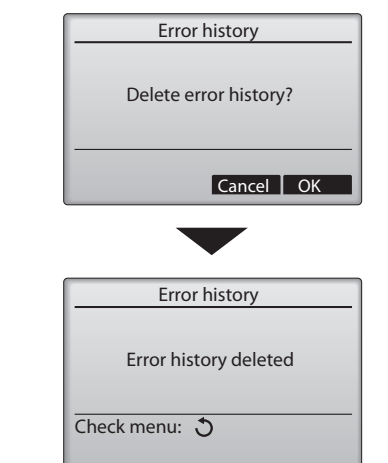 Error history
Delete error history?
Cancel OK
Error history
Error history deleted
Check menu: